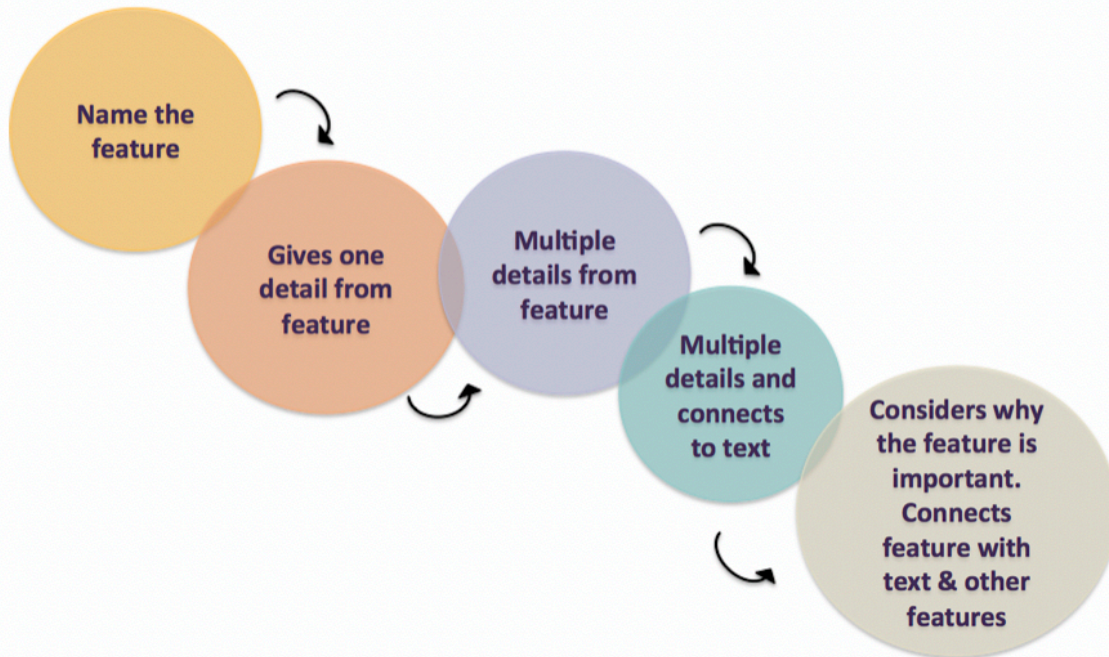 Name the
feature
Gives one
detail from
feature
Multiple
details from
feature
Multiple
details and
connects
to text
Considers why
the feature is
important.
Connects
feature with
text & other
features